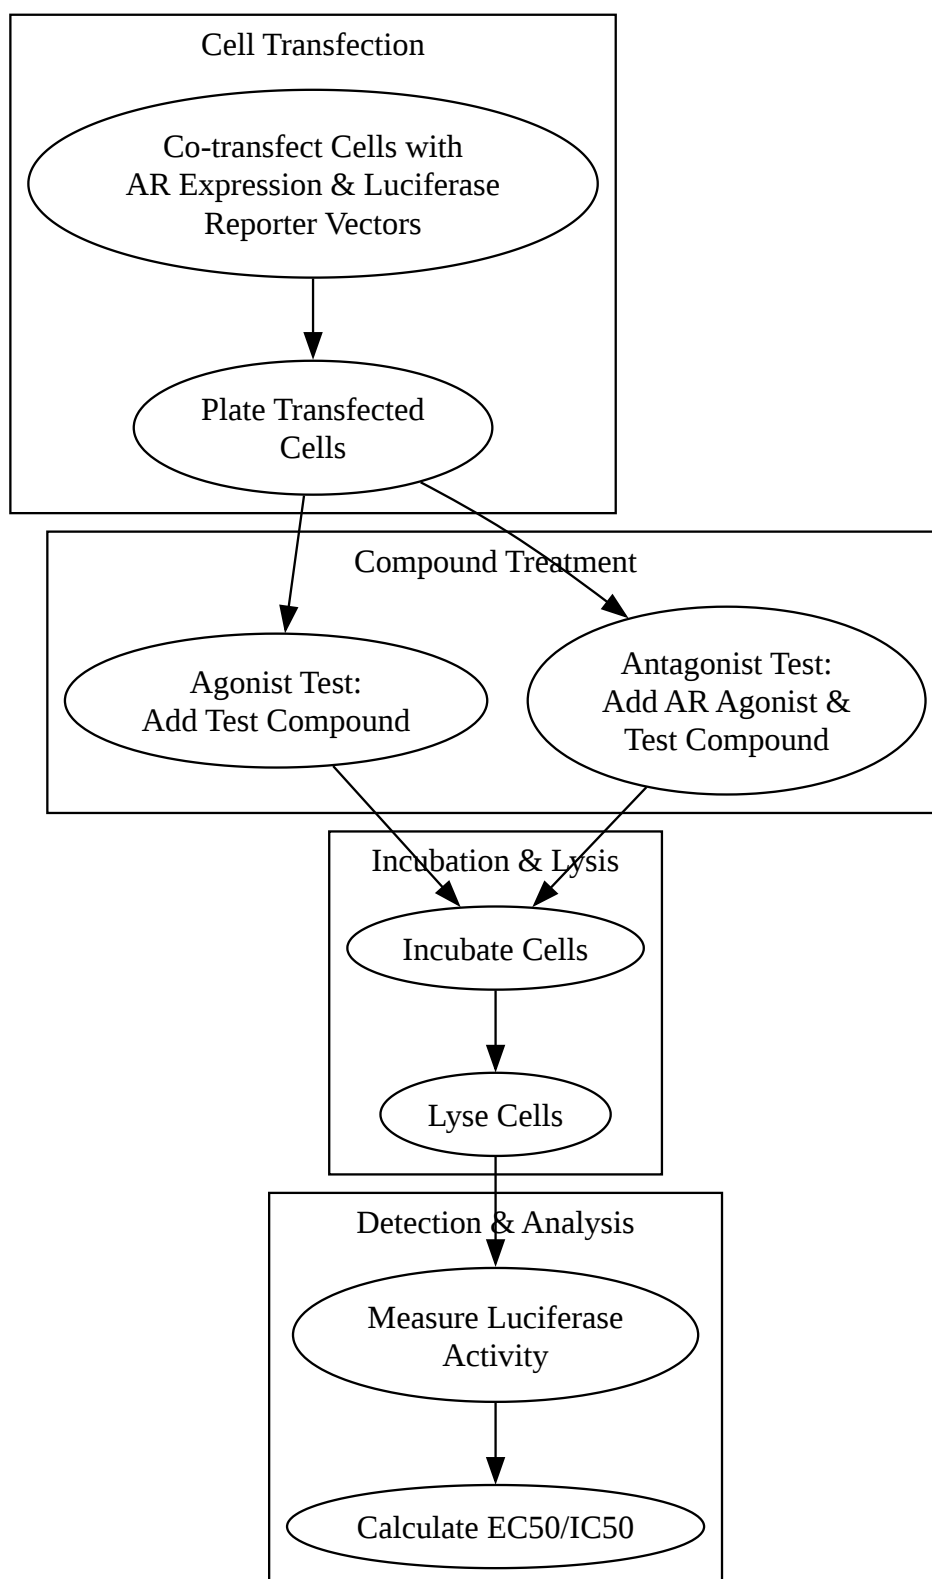 Cell Transfection
Co-transfect Cells with
AR Expression & Luciferase
Reporter Vectors
Plate Transfected
Cells
Compound Treatment
Agonist Test:
Add Test Compound
Antagonist Test:
Add AR Agonist &
Test Compound
Incubation & Lysis
Incubate Cells
Lyse Cells
Detection & Analysis
Measure Luciferase
Activity
Calculate EC50/IC50